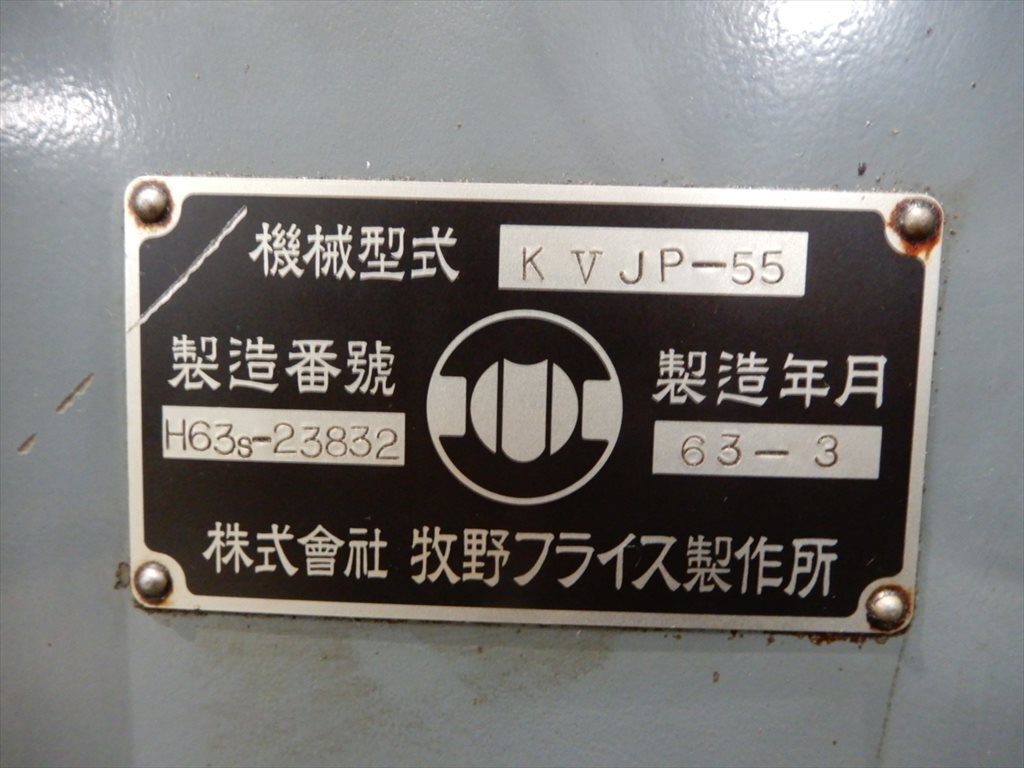 機械型式 KVJP-55
製造番號 製造年月
H63s-23832 63-3
株式會社 牧野フライス製作所